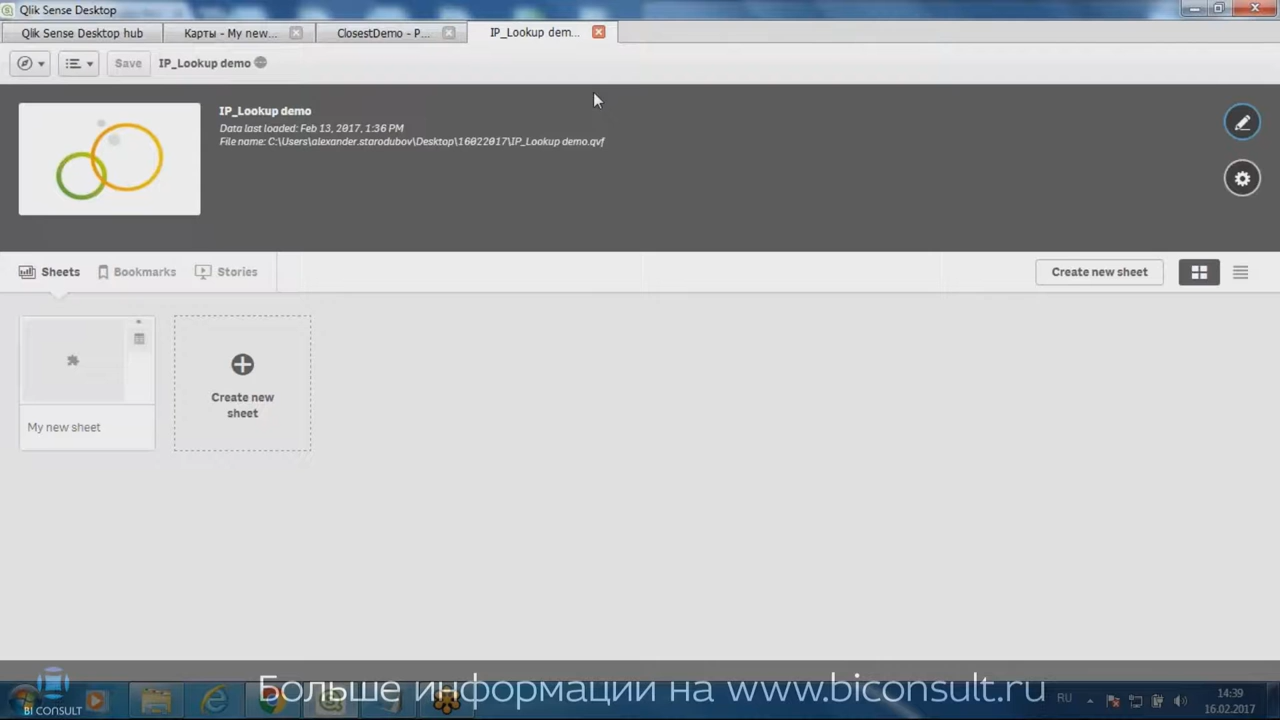 Qlik Sense Desktop
Qlik Sense Desktop hub
Карты - My new...
ClosestDemo - P...
IP_Lookup dem...
Save
IP_Lookup demo
IP_Lookup demo
Data last loaded: Feb 13, 2017, 1:36 PM
File name: C:\Users\alexander.starodubov\Desktop\16022017\IP_Lookup demo.qvf
Sheets
Bookmarks
Stories
Create new sheet
My new sheet
Create new
sheet
Больше информации на www.biconsult.ru
BI CONSULT
RU
14:39
16.02.2017